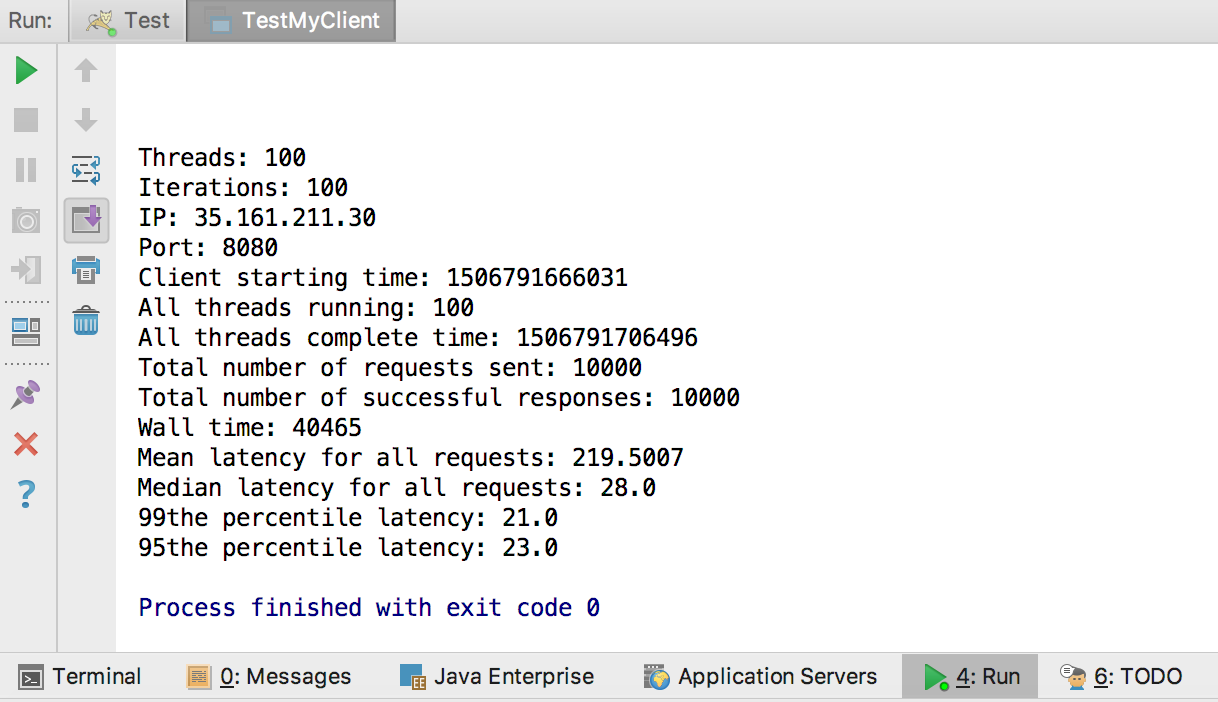 Run: Test TestMyClient
Threads: 100
Iterations: 100
IP: 35.161.211.30
Port: 8080
Client starting time: 1506791666031
All threads running: 100
All threads complete time: 1506791706496
Total number of requests sent: 10000
Total number of successful responses: 10000
Wall time: 40465
Mean latency for all requests: 219.5007
Median latency for all requests: 28.0
99the percentile latency: 21.0
95the percentile latency: 23.0
Process finished with exit code 0
Terminal 0: Messages Java Enterprise Application Servers 4: Run 6: TODO